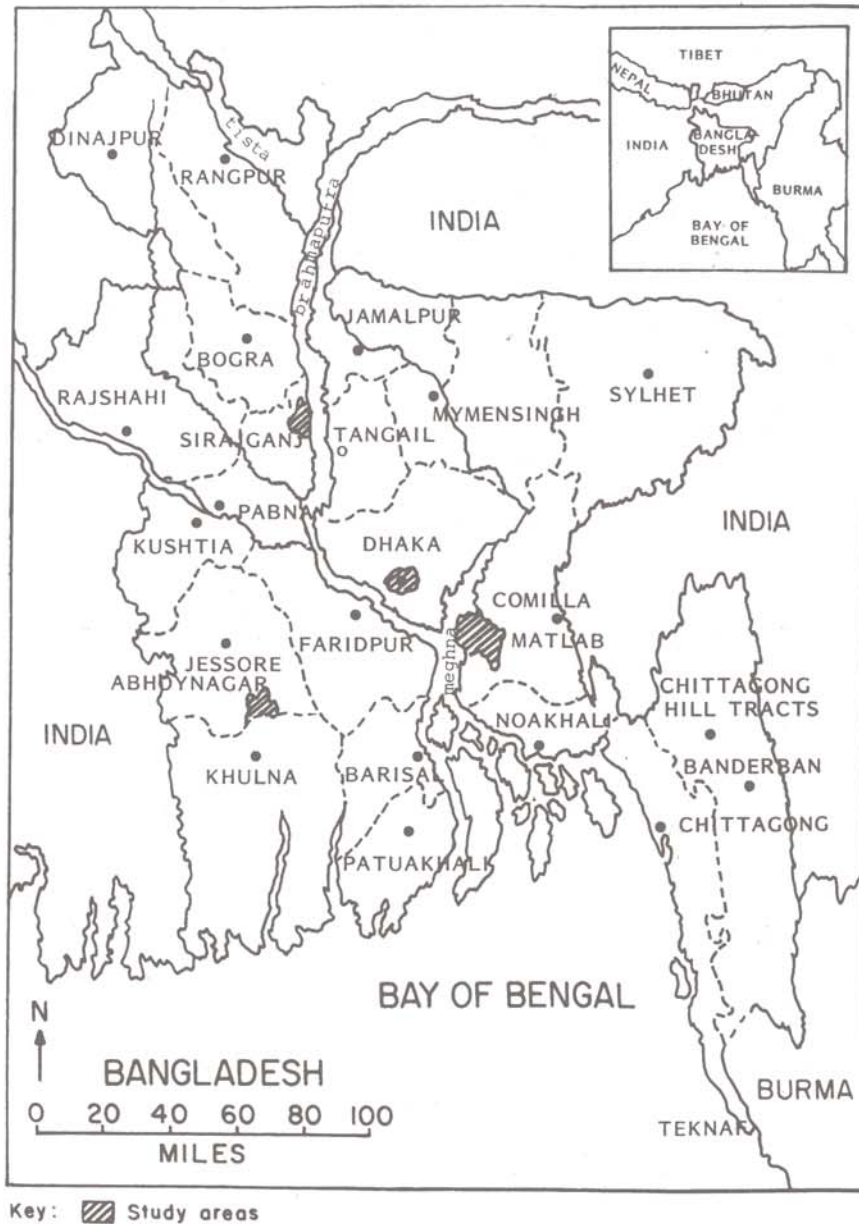 TIBET
NEPAL
BHUTAN
BANGLA-
DESH
INDIA
BURMA
BAY OF
BENGAL
DINAJPUR
tista
RANGPUR
brahmaputra
INDIA
JAMALPUR
BOGRA
SYLHET
RAJSHAHI
MYMENSINGH
SIRAJGANJ
TANGAIL
PABNA
KUSHTIA
DHAKA
INDIA
COMILLA
FARIDPUR
MATLAB
JESSORE
meghna
ABHOYNAGAR
CHITTAGONG
HILL TRACTS
NOAKHALI
INDIA
KHULNA
BARISAL
BANDERBAN
CHITTAGONG
PATUAKHALI
BAY OF BENGAL
N
BANGLADESH
BURMA
0 20 40 60 80 100
MILES
TEKNAF
Key: Study areas